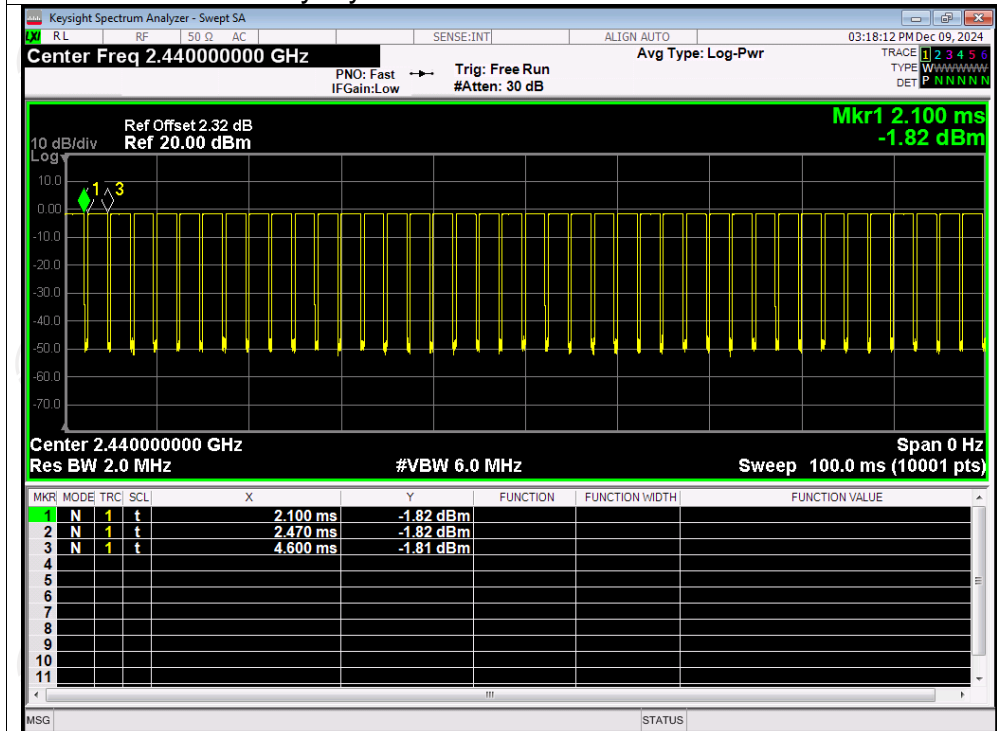 Keysight Spectrum Analyzer - Swept SA
LXI RL RF 50 Ω AC SENSE:INT ALIGN AUTO 03:18:12 PM Dec 09, 2024
Center Freq 2.440000000 GHz Avg Type: Log-Pwr TRACE 1 2 3 4 5 6
PNO: Fast Trig: Free Run TYPE WWWWWW
IFGain:Low #Atten: 30 dB DET P N N N N N
Mkr1 2.100 ms
Ref Offset 2.32 dB
10 dB/div Ref 20.00 dBm -1.82 dBm
Log
10.0
1 3
0.00
-10.0
-20.0
-30.0
-40.0
-50.0
-60.0
-70.0
Center 2.440000000 GHz Span 0 Hz
Res BW 2.0 MHz #VBW 6.0 MHz Sweep 100.0 ms (10001 pts)
MKR MODE TRC SCL X Y FUNCTION FUNCTION WIDTH FUNCTION VALUE
1 N 1 t 2.100 ms -1.82 dBm
2 N 1 t 2.470 ms -1.82 dBm
3 N 1 t 4.600 ms -1.81 dBm
4
5
6
7
8
9
10
11
MSG STATUS